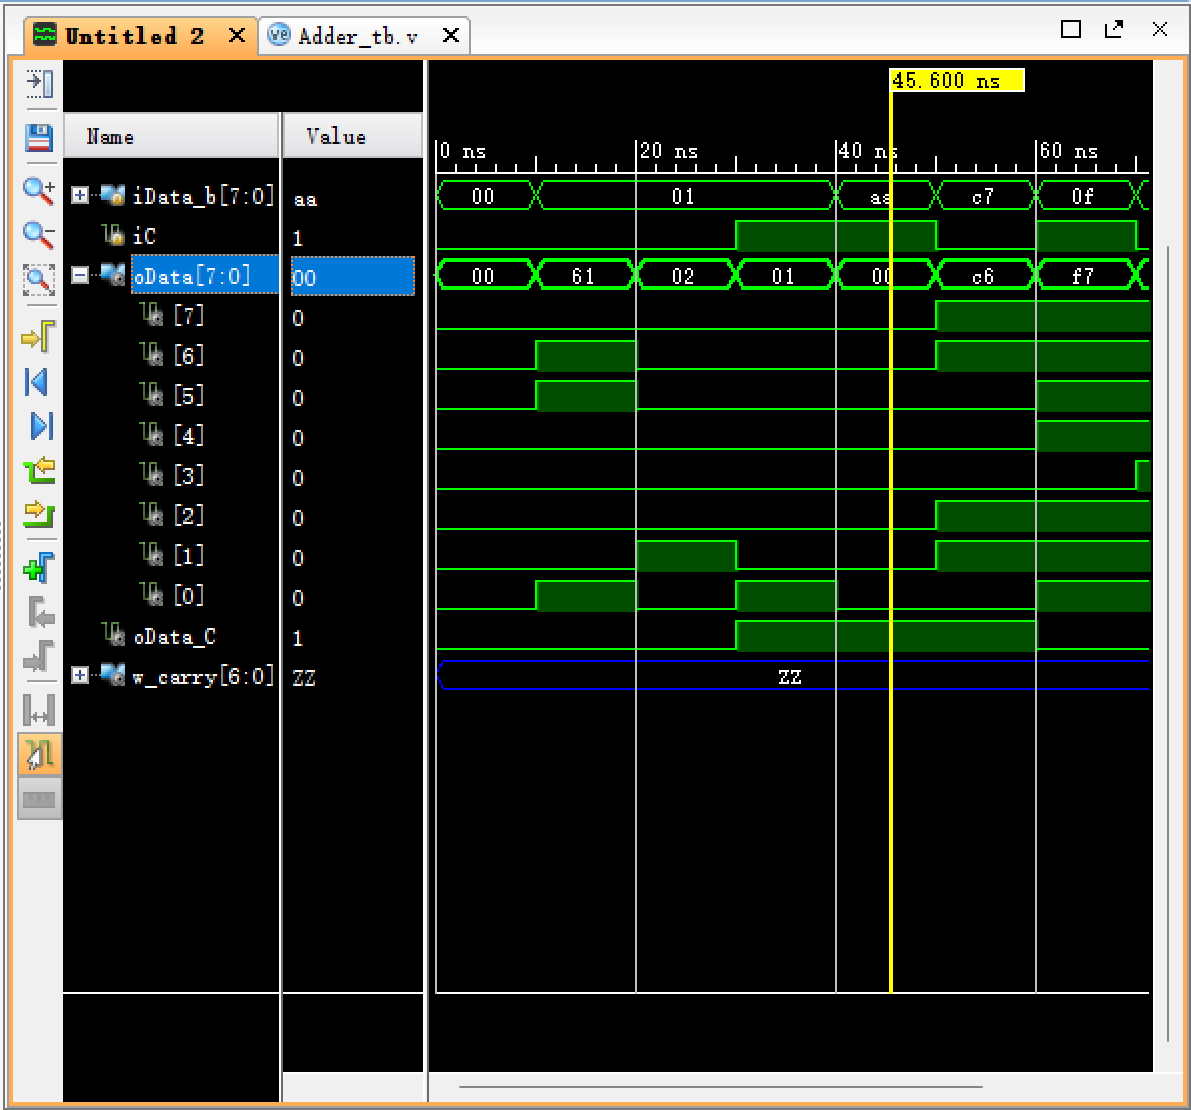 Untitled 2 X Adder_tb.v X
45.600 ns
Name Value
0 ns 20 ns 40 ns 60 ns
iData_b[7:0] aa 00 01 aa c7 0f
iC 1
oData[7:0] 00 00 61 02 01 00 c6 f7
[7] 0
[6] 0
[5] 0
[4] 0
[3] 0
[2] 0
[1] 0
[0] 0
oData_C 1
w_carry[6:0] ZZ ZZ